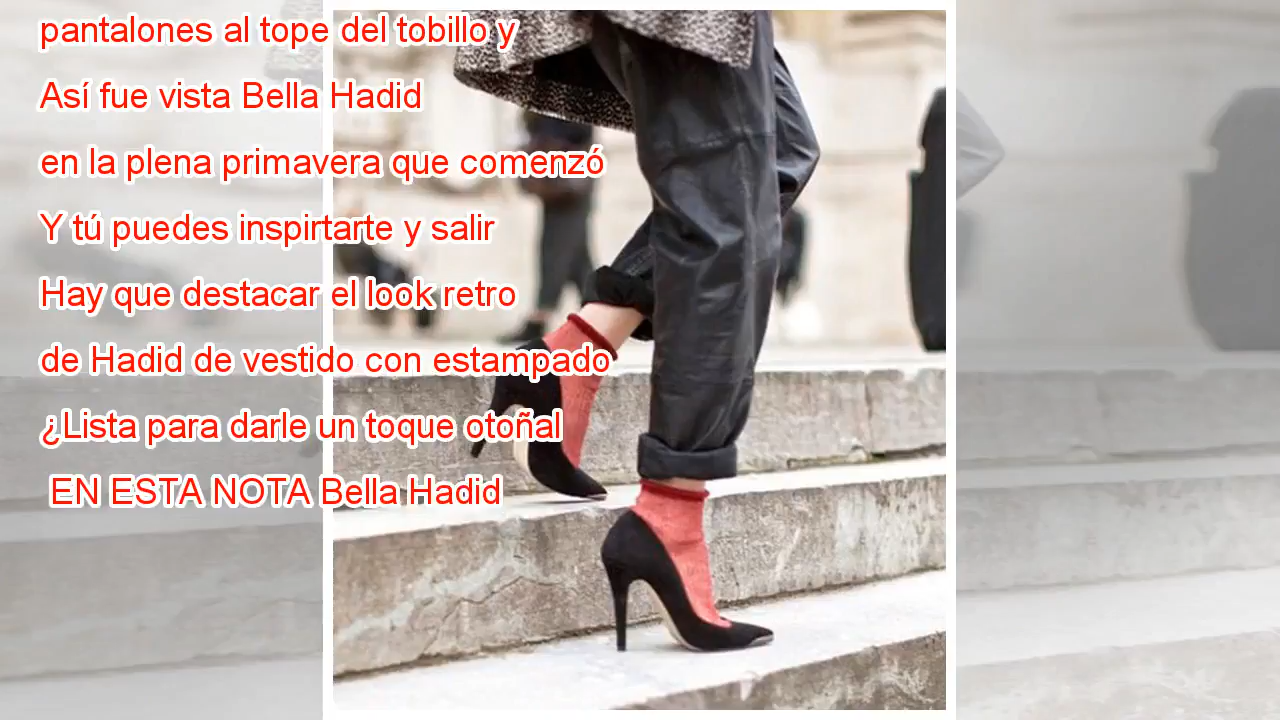 pantalones al tope del tobillo y
Así fue vista Bella Hadid
en la plena primavera que comenzó
Y tú puedes inspirtarte y salir
Hay que destacar el look retro
de Hadid de vestido con estampado
¿Lista para darle un toque otoñal
EN ESTA NOTA Bella Hadid